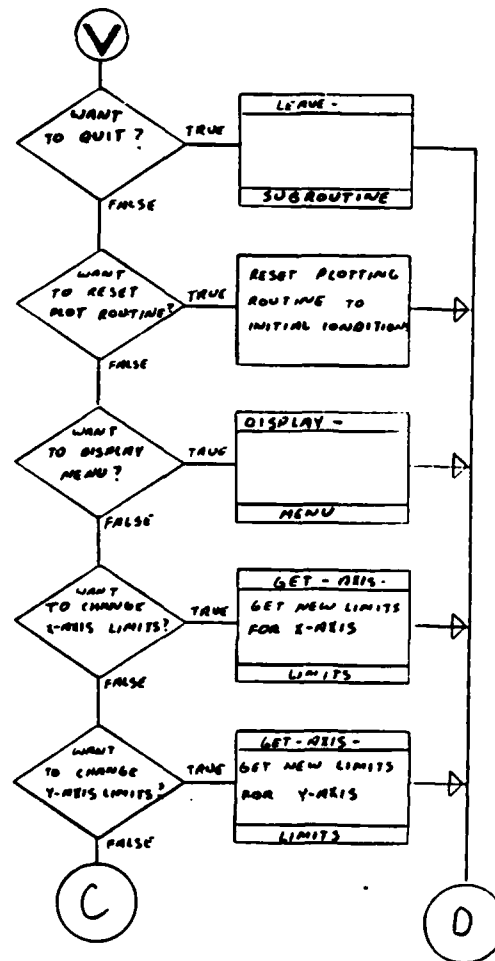 V
WANT
TO QUIT?
TRUE
LEAVE-
SUBROUTINE
FALSE
WANT
TO RESET
PLOT ROUTINE?
TRUE
RESET PLOTTING
ROUTINE TO
INITIAL CONDITION
FALSE
WANT
TO DISPLAY
MENU?
TRUE
DISPLAY-
MENU
FALSE
WANT
TO CHANGE
X-AXIS LIMITS?
TRUE
GET-AXIS-
GET NEW LIMITS
FOR X-AXIS
LIMITS
FALSE
WANT
TO CHANGE
Y-AXIS LIMITS?
TRUE
GET-AXIS-
GET NEW LIMITS
FOR Y-AXIS
LIMITS
FALSE
C
D